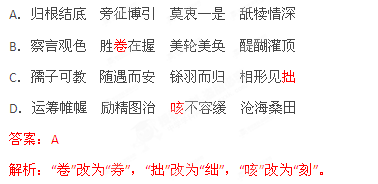 A．归根结底　旁征博引　莫衷一是　舐犊情深
B．察言观色　胜卷在握　美轮美奂　醍醐灌顶
C．孺子可教　随遇而安　铩羽而归　相形见拙
D．运筹帷幄　励精图治　咳不容缓　沧海桑田
答案：A
解析：“卷”改为“券”，“拙”改为“绌”，“咳”改为“刻”。